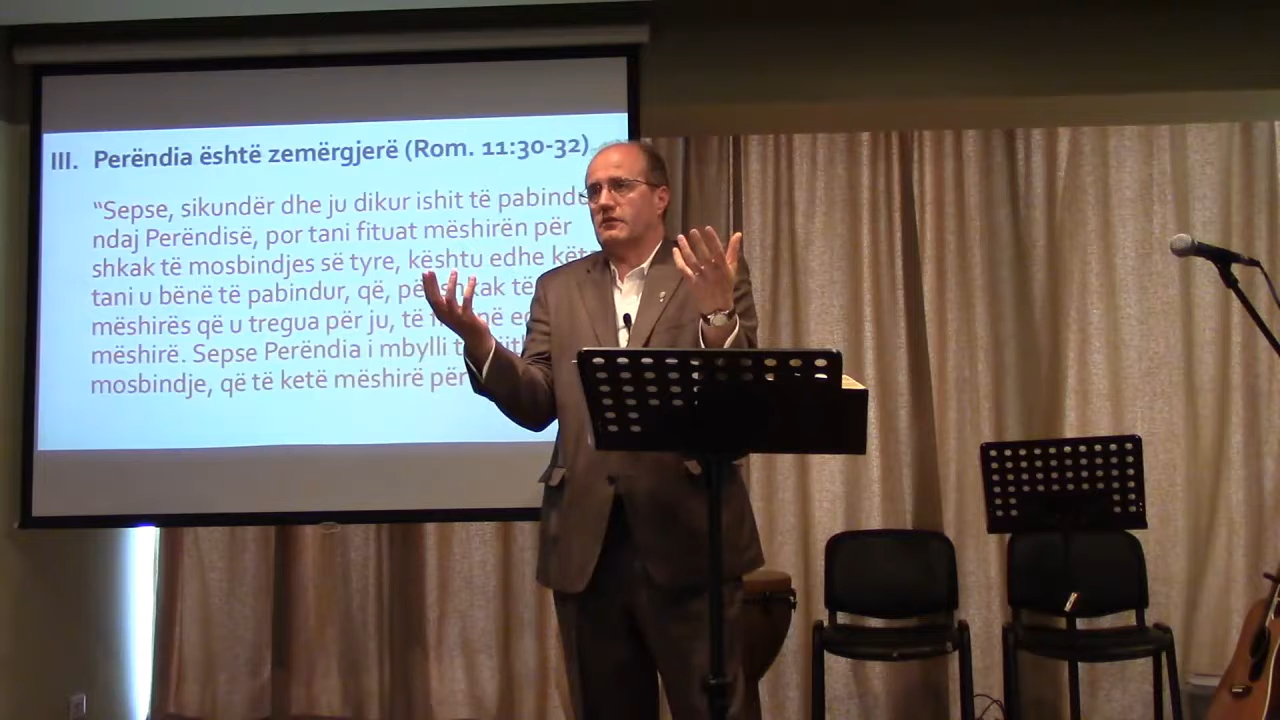 III. Perëndia është zemërgjerë (Rom. 11:30-32)
“Sepse, sikundër dhe ju dikur ishit të
ndaj Perëndisë, por tani fituat mëshirën për
shkak të mosbindjes së tyre, kështu edhe
tani u bënë të pabindur, që, të
mëshirës që u tregua për ju, të
mëshirë. Sepse Perëndia i mbylli
mosbindje, që të ketë mëshirë për